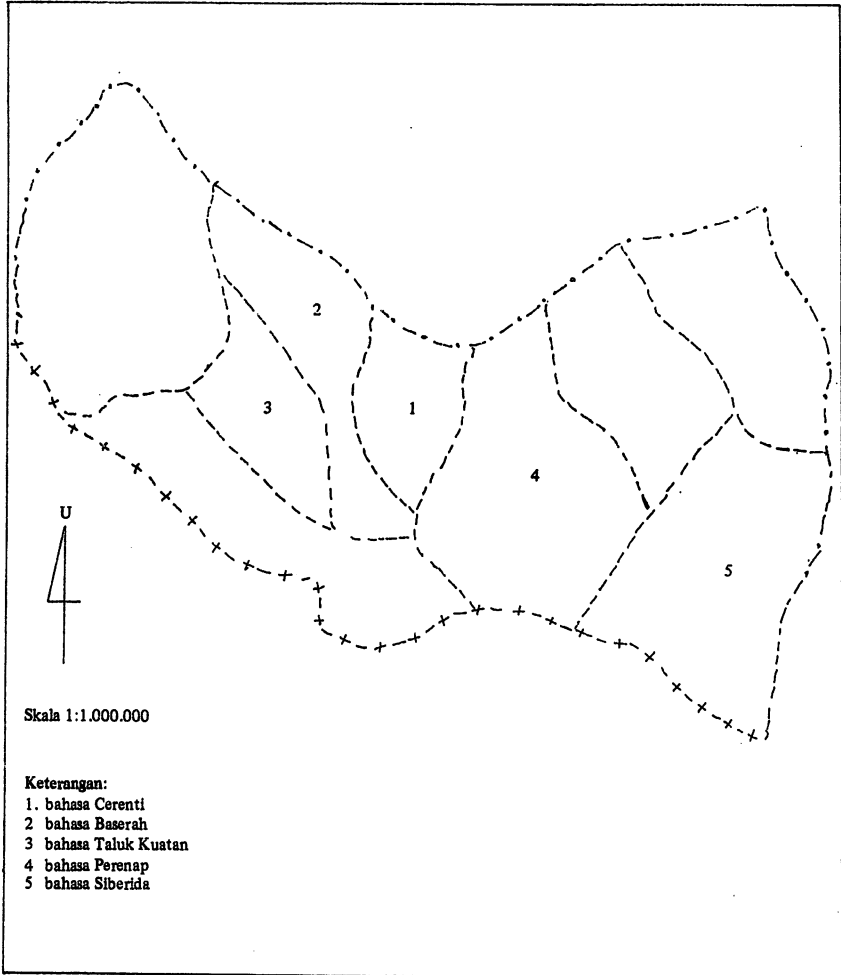 2
1
3
4
5
U
Skala 1:1.000.000
Keterangan:
1. bahasa Cerenti
2 bahasa Baserah
3 bahasa Taluk Kuatan
4 bahasa Perenap
5 bahasa Siberida